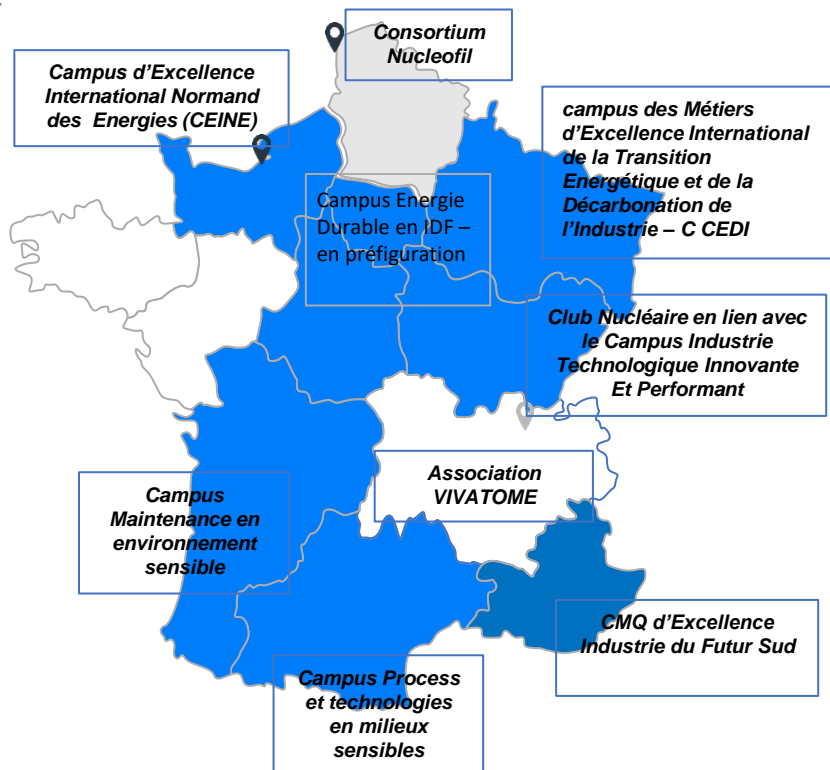 Consortium
Nucleofil
Campus d'Excellence
International Normand
des Energies (CEINE)
campus des Métiers
d'Excellence International
de la Transition
Energétique et de la
Décarbonation de
l'Industrie – C CEDI
Campus Energie
Durable en IDF –
en préfiguration
Club Nucléaire en lien avec
le Campus Industrie
Technologique Innovante
Et Performant
Association
VIVATOME
Campus
Maintenance en
environnement
sensible
CMQ d'Excellence
Industrie du Futur Sud
Campus Process
et technologies
en milieux
sensibles